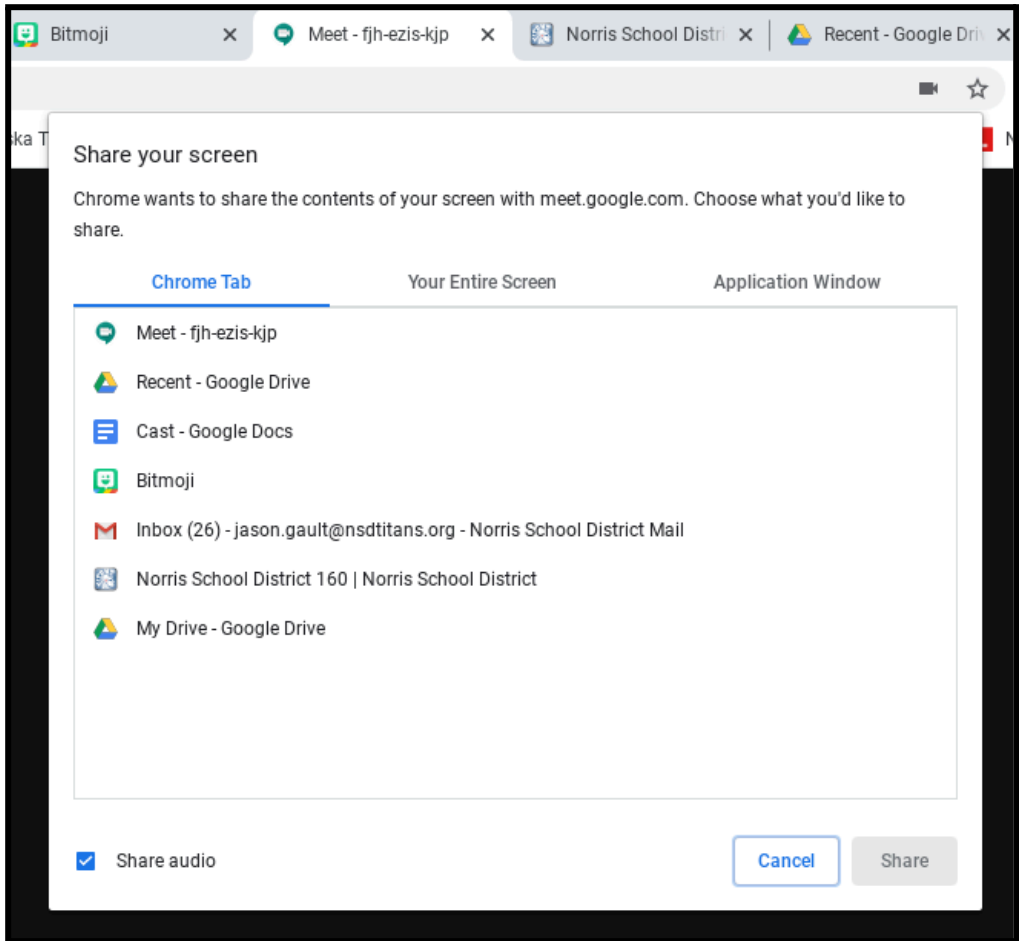 Bitmoji
Meet - fjh-ezis-kjp
Norris School Distri
Recent - Google Driv
ska T
N
Share your screen
Chrome wants to share the contents of your screen with meet.google.com. Choose what you'd like to
share.
Chrome Tab
Your Entire Screen
Application Window
Meet - fjh-ezis-kjp
Recent - Google Drive
Cast - Google Docs
Bitmoji
Inbox (26) - jason.gault@nsdtitans.org - Norris School District Mail
Norris School District 160 | Norris School District
My Drive - Google Drive
Share audio
Cancel
Share